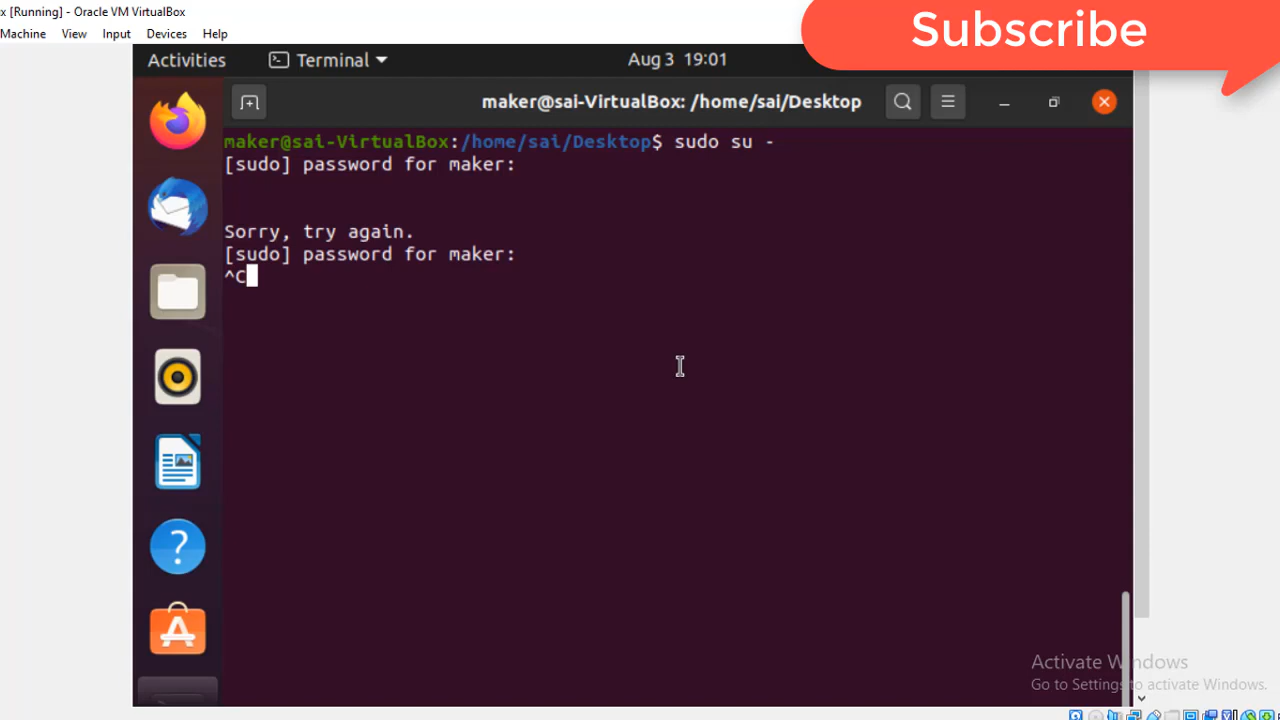 x [Running] - Oracle VM VirtualBox
Machine View Input Devices Help
Subscribe
Activities Terminal Aug 3 19:01
maker@sai-VirtualBox: /home/sai/Desktop
maker@sai-VirtualBox:/home/sai/Desktop$ sudo su -
[sudo] password for maker:
Sorry, try again.
[sudo] password for maker:
^C
Activate Windows
Go to Settings to activate Windows.